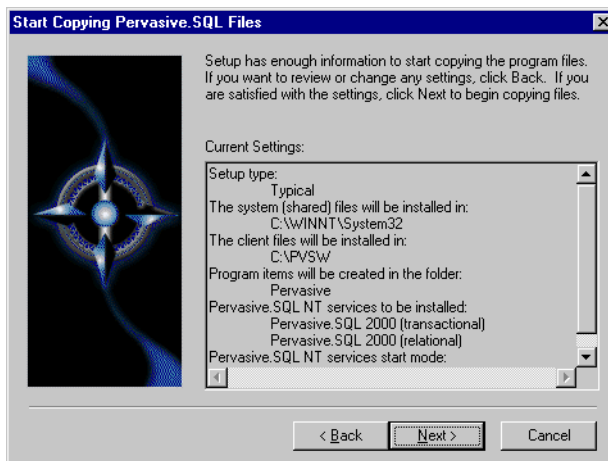 Start Copying Pervasive.SQL Files
Setup has enough information to start copying the program files.
If you want to review or change any settings, click Back. If you
are satisfied with the settings, click Next to begin copying files.
Current Settings:
Setup type:
Typical
The system (shared) files will be installed in:
C:\WINNT\System32
The client files will be installed in:
C:\PVSW
Program items will be created in the folder:
Pervasive
Pervasive.SQL NT services to be installed:
Pervasive.SQL 2000 (transactional)
Pervasive.SQL 2000 (relational)
Pervasive.SQL NT services start mode:
< Back Next > Cancel